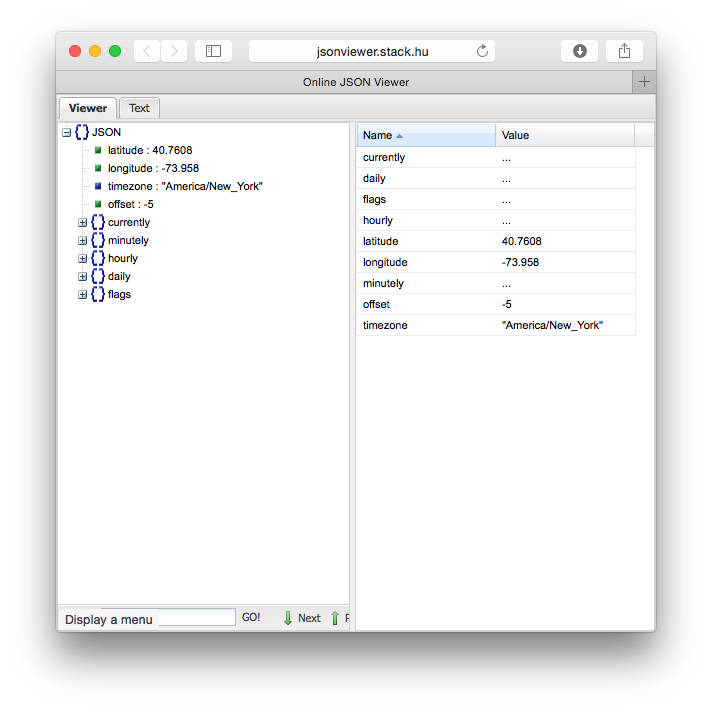 jsonviewer.stack.hu
Online JSON Viewer
Viewer Text
JSON
latitude : 40.7608
longitude : -73.958
timezone : "America/New_York"
offset : -5
currently
minutely
hourly
daily
flags
Name Value
currently ...
daily ...
flags ...
hourly ...
latitude 40.7608
longitude -73.958
minutely ...
offset -5
timezone "America/New_York"
Display a menu GO! Next